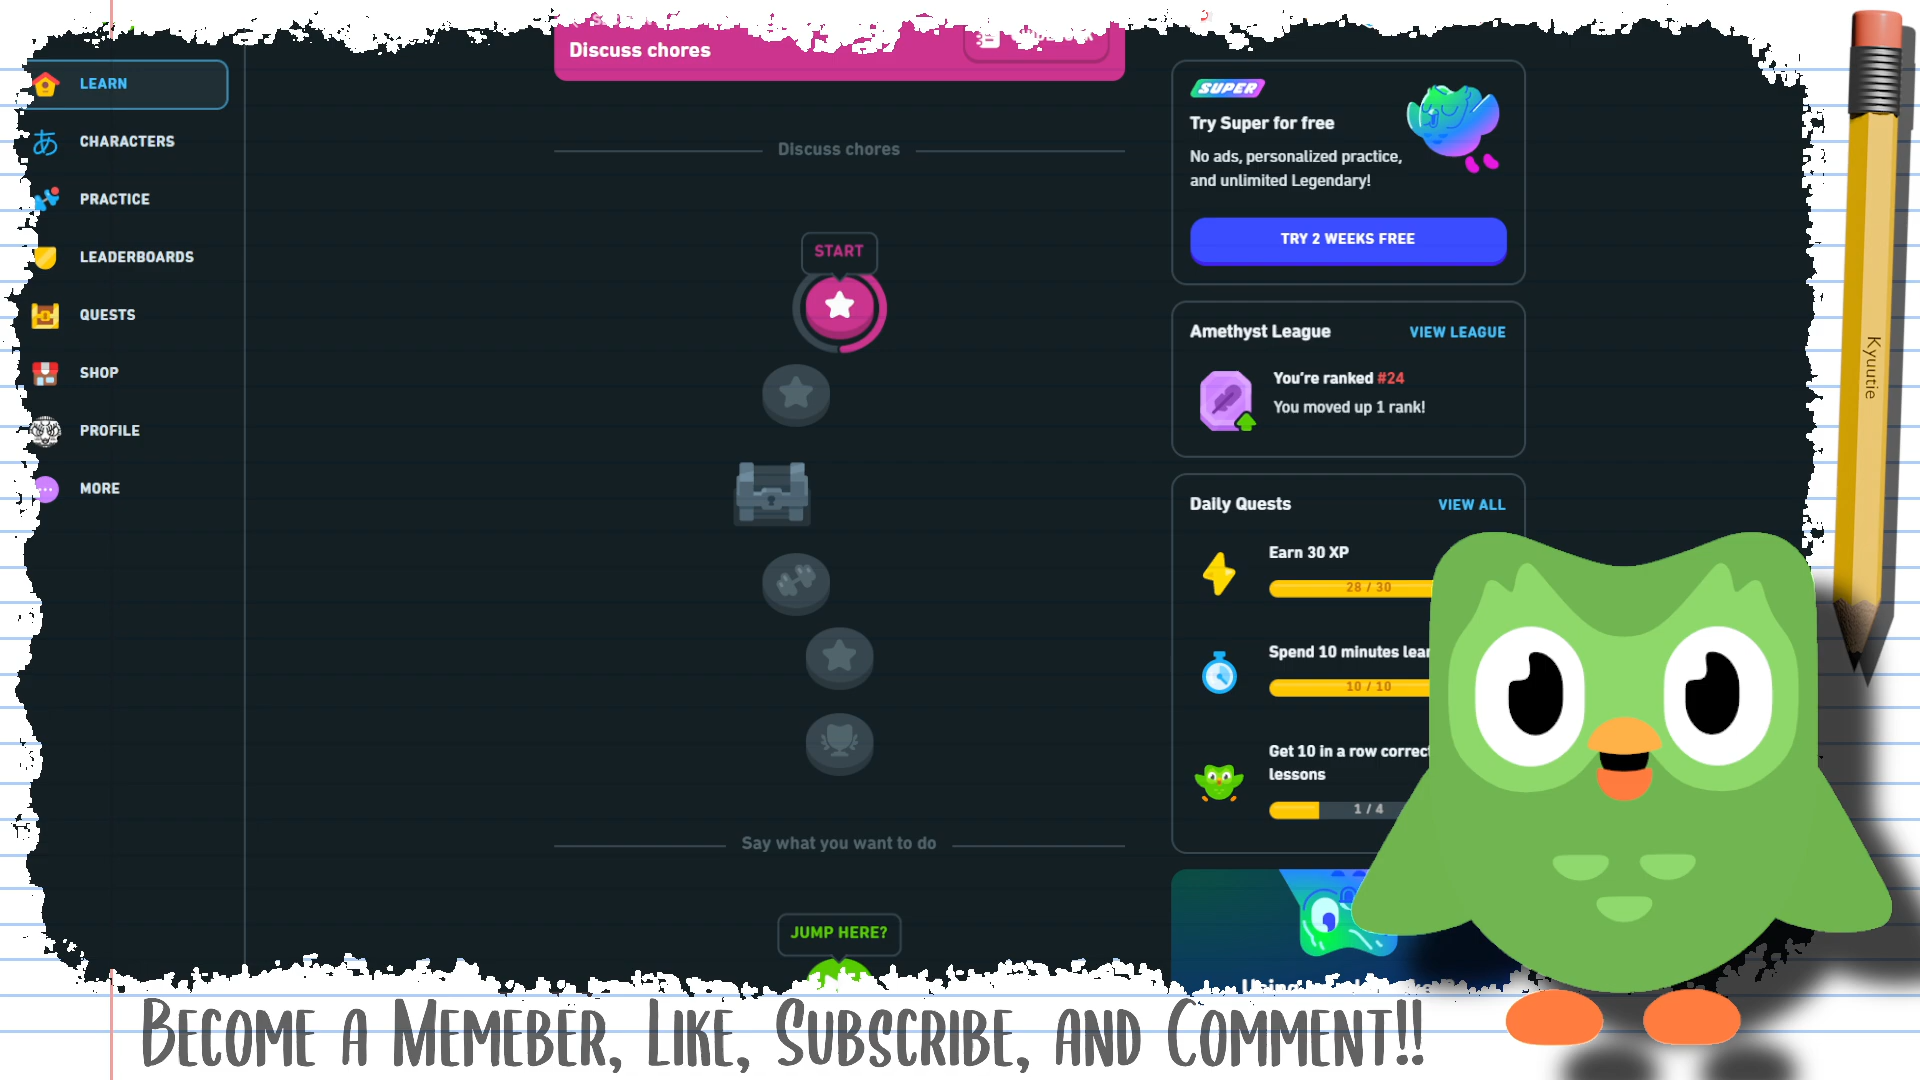 Discuss chores
LEARN
あ CHARACTERS
PRACTICE
LEADERBOARDS
QUESTS
SHOP
PROFILE
MORE
Discuss chores
START
Say what you want to do
JUMP HERE?
SUPER
Try Super for free
No ads, personalized practice,
and unlimited Legendary!
TRY 2 WEEKS FREE
Amethyst League
VIEW LEAGUE
You're ranked #24
You moved up 1 rank!
Daily Quests
VIEW ALL
Earn 30 XP
28 / 30
Spend 10 minutes lear
10 / 10
Get 10 in a row correct
lessons
1 / 4
Kyuutie
BECOME A MEMEBER, LIKE, SUBSCRIBE, AND COMMENT!!